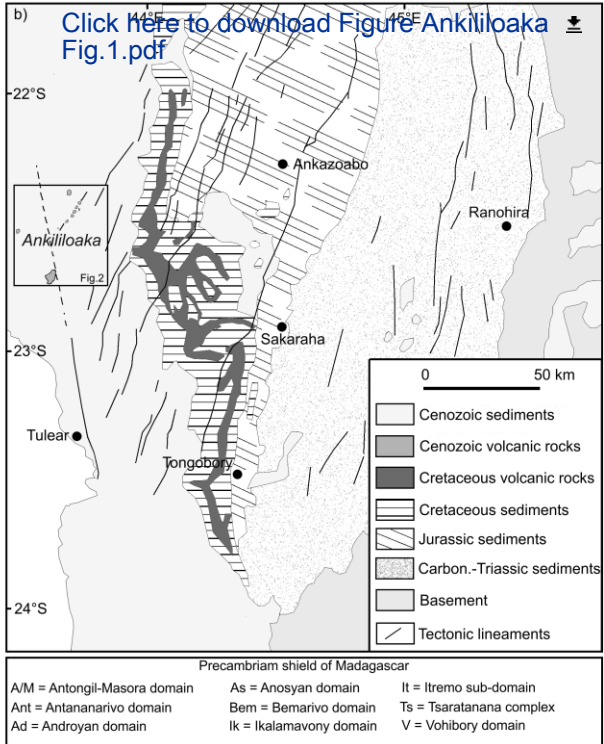 b)
44°E
45°E
Click here to download Figure Ankililoaka
Fig.1.pdf
22°S
Ankazoabo
Ranohira
Ankililoaka
Fig.2
Sakaraha
23°S
0 50 km
Cenozoic sediments
Tulear
Cenozoic volcanic rocks
Tongobory
Cretaceous volcanic rocks
Cretaceous sediments
Jurassic sediments
Carbon.-Triassic sediments
Basement
24°S
Tectonic lineaments
Precambriam shield of Madagascar
A/M = Antongil-Masora domain As = Anosyan domain It = Itremo sub-domain
Ant = Antananarivo domain Bem = Bemarivo domain Ts = Tsaratanana complex
Ad = Androyan domain Ik = Ikalamavony domain V = Vohibory domain